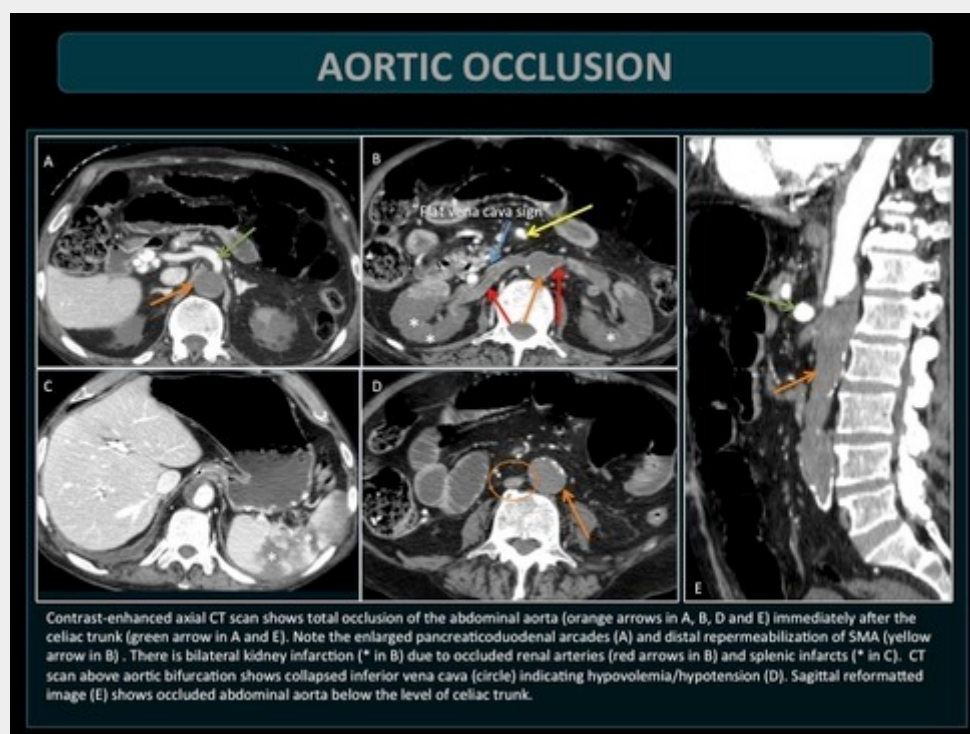 AORTIC OCCLUSION
A
B
Flat vena cava sign
*
*
C
*
D
E
Contrast-enhanced axial CT scan shows total occlusion of the abdominal aorta (orange arrows in A, B, D and E) immediately after the
celiac trunk (green arrow in A and E). Note the enlarged pancreaticoduodenal arcades (A) and distal repermeabilization of SMA (yellow
arrow in B) . There is bilateral kidney infarction (* in B) due to occluded renal arteries (red arrows in B) and splenic infarcts (* in C). CT
scan above aortic bifurcation shows collapsed inferior vena cava (circle) indicating hypovolemia/hypotension (D). Sagittal reformatted
image (E) shows occluded abdominal aorta below the level of celiac trunk.